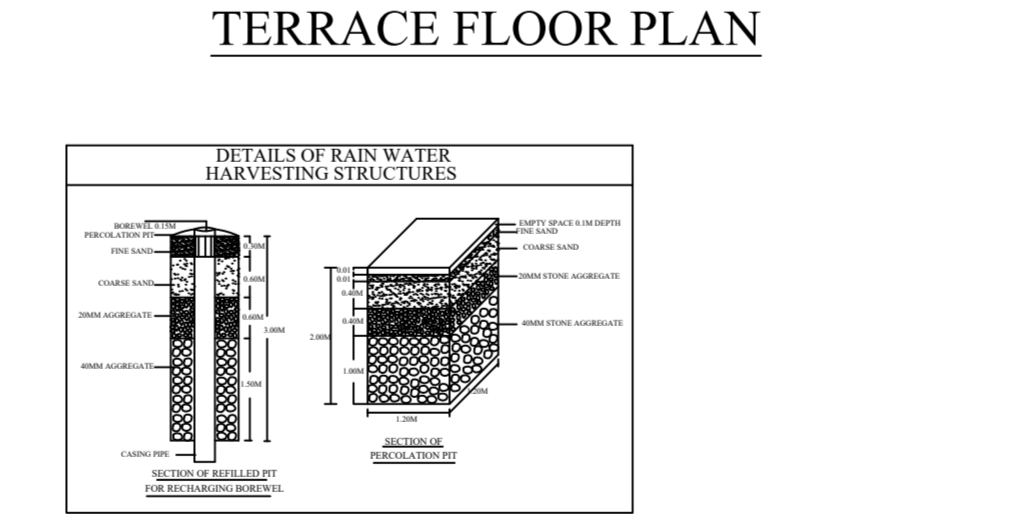 TERRACE FLOOR PLAN
DETAILS OF RAIN WATER
HARVESTING STRUCTURES
BOREWEL 0.15M
PERCOLATION PIT
FINE SAND
COARSE SAND
20MM AGGREGATE
40MM AGGREGATE
CASING PIPE
0.30M
0.60M
0.60M
1.50M
3.00M
SECTION OF REFILLED PIT
FOR RECHARGING BOREWEL
EMPTY SPACE 0.1M DEPTH
FINE SAND
COARSE SAND
20MM STONE AGGREGATE
40MM STONE AGGREGATE
0.01
0.01
0.40M
0.40M
1.00M
2.00M
1.20M
1.20M
SECTION OF
PERCOLATION PIT